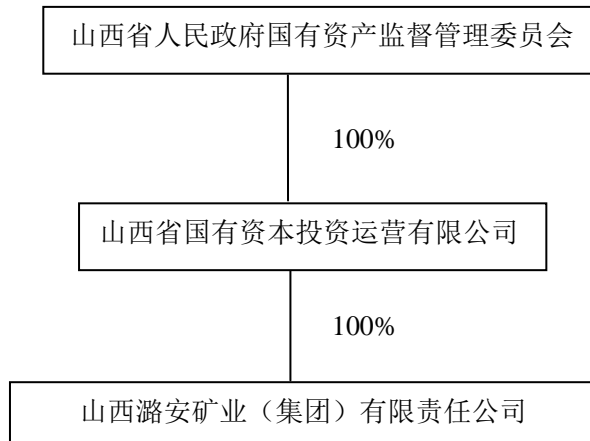 山西省人民政府国有资产监督管理委员会
100%
山西省国有资本投资运营有限公司
100%
山西潞安矿业（集团）有限责任公司